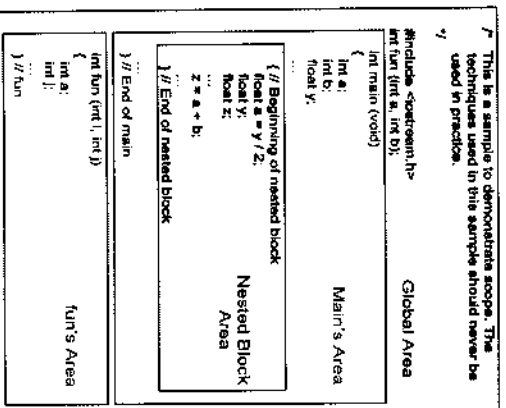 /* This is a sample to demonstrate scope. The
techniques used in this sample should never be
used in practice.
*/
#include <iostream.h>
int fun (int a, int b);
Global Area
int main (void)
{
int a;
int b;
float y;
Main's Area
...
{ // Beginning of nested block
float a = y / 2;
float y;
float z;
Nested Block
Area
...
z = a + b;
...
} // End of nested block
...
} // End of main
int fun (int i, int j)
{
int a;
int j;
fun's Area
...
} // fun